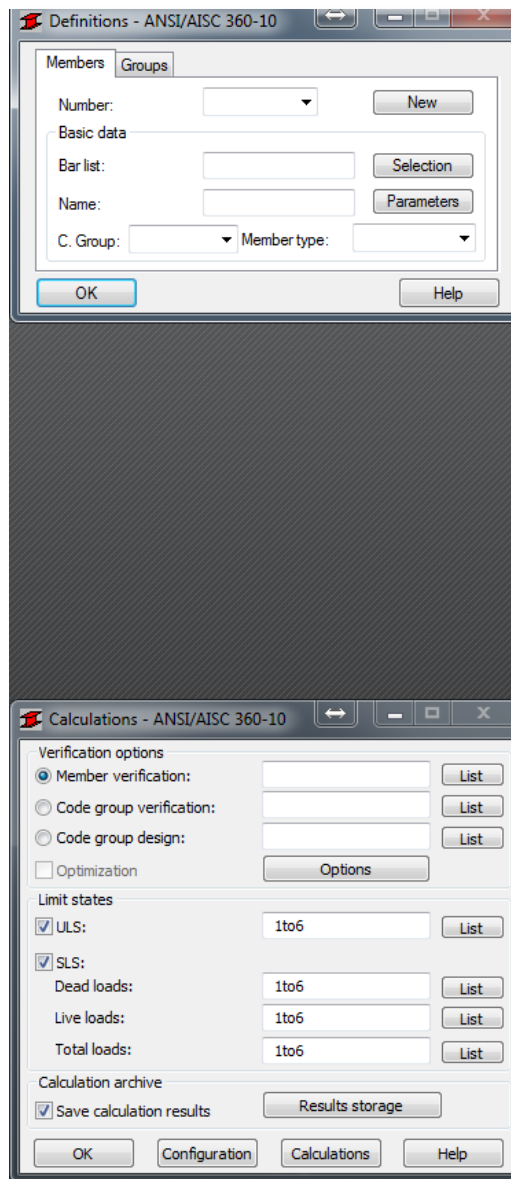 Definitions - ANSI/AISC 360-10
Members Groups
Number: New
Basic data
Bar list: Selection
Name: Parameters
C. Group: Member type:
OK Help
Calculations - ANSI/AISC 360-10
Verification options
Member verification: List
Code group verification: List
Code group design: List
Optimization Options
Limit states
ULS: 1to6 List
SLS:
Dead loads: 1to6 List
Live loads: 1to6 List
Total loads: 1to6 List
Calculation archive
Save calculation results Results storage
OK Configuration Calculations Help